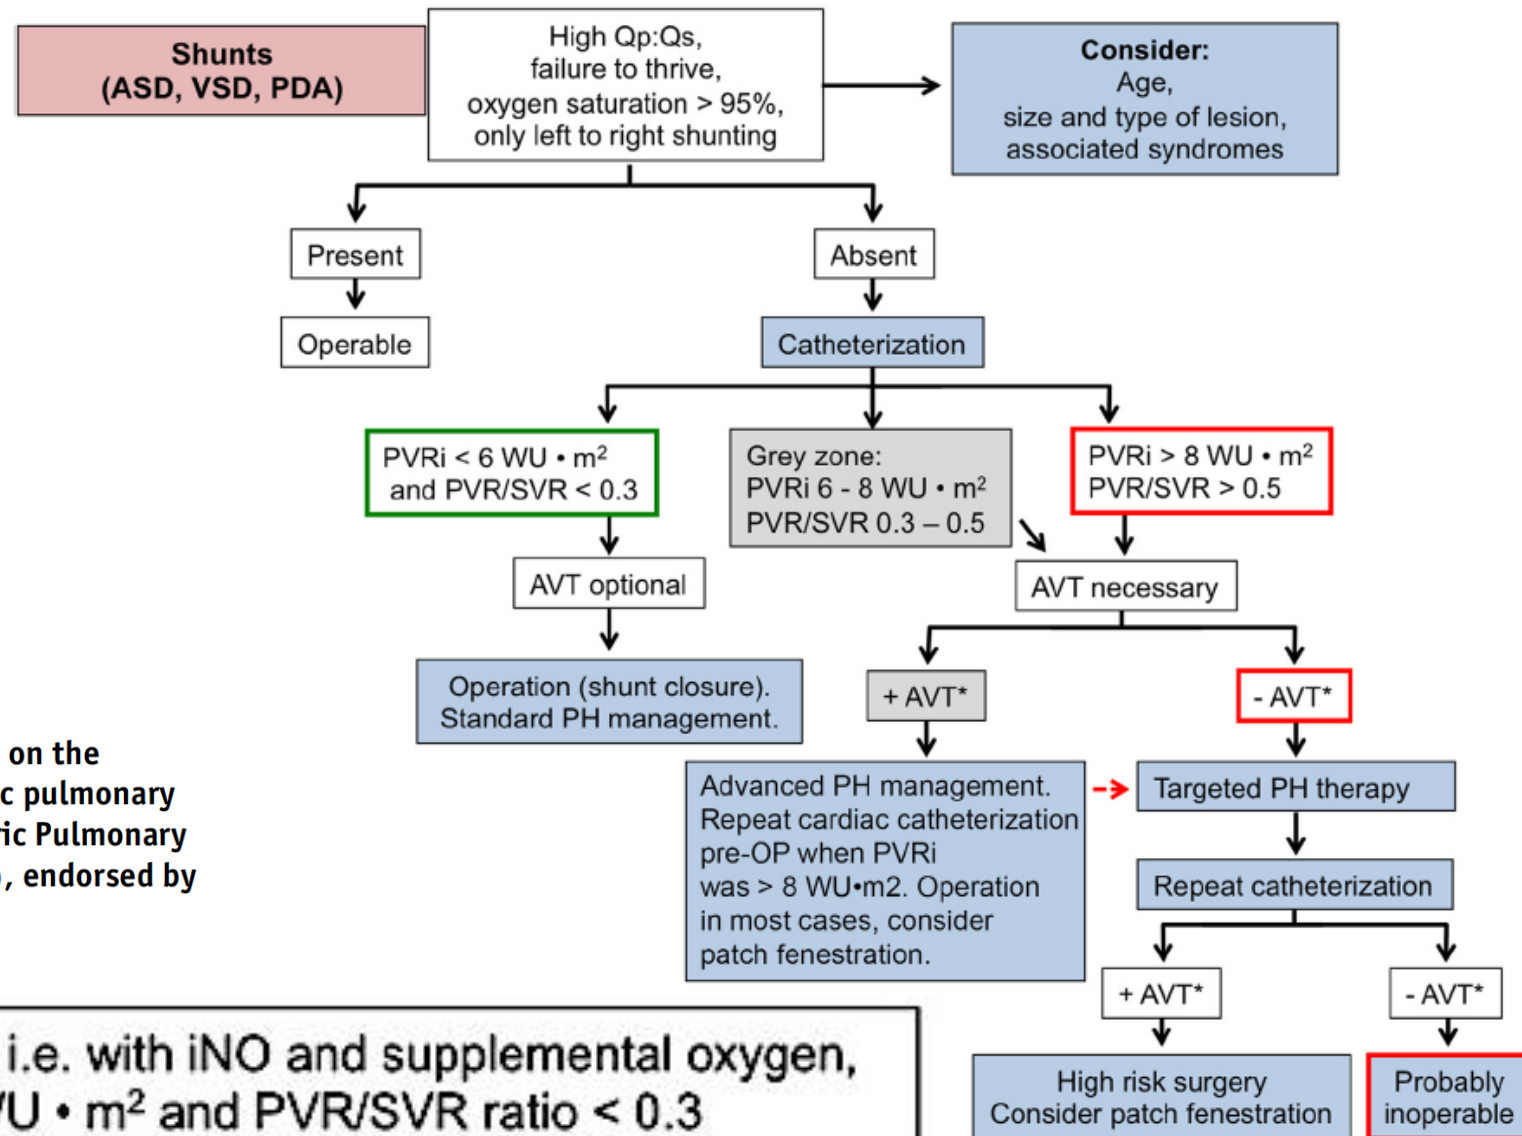 Shunts
(ASD, VSD, PDA)
High Qp:Qs,
failure to thrive,
oxygen saturation > 95%,
only left to right shunting
Consider:
Age,
size and type of lesion,
associated syndromes
Present
Absent
Operable
Catheterization
PVRi < 6 WU • m²
and PVR/SVR < 0.3
Grey zone:
PVRi 6 - 8 WU • m²
PVR/SVR 0.3 – 0.5
PVRi > 8 WU • m²
PVR/SVR > 0.5
AVT optional
AVT necessary
Operation (shunt closure).
Standard PH management.
+ AVT*
- AVT*
on the
pulmonary
Pulmonary
, endorsed by
Advanced PH management.
Repeat cardiac catheterization
pre-OP when PVRi
was > 8 WU•m2. Operation
in most cases, consider
patch fenestration.
Targeted PH therapy
Repeat catheterization
+ AVT*
- AVT*
High risk surgery
Consider patch fenestration
Probably
inoperable
i.e. with iNO and supplemental oxygen,
• m² and PVR/SVR ratio < 0.3